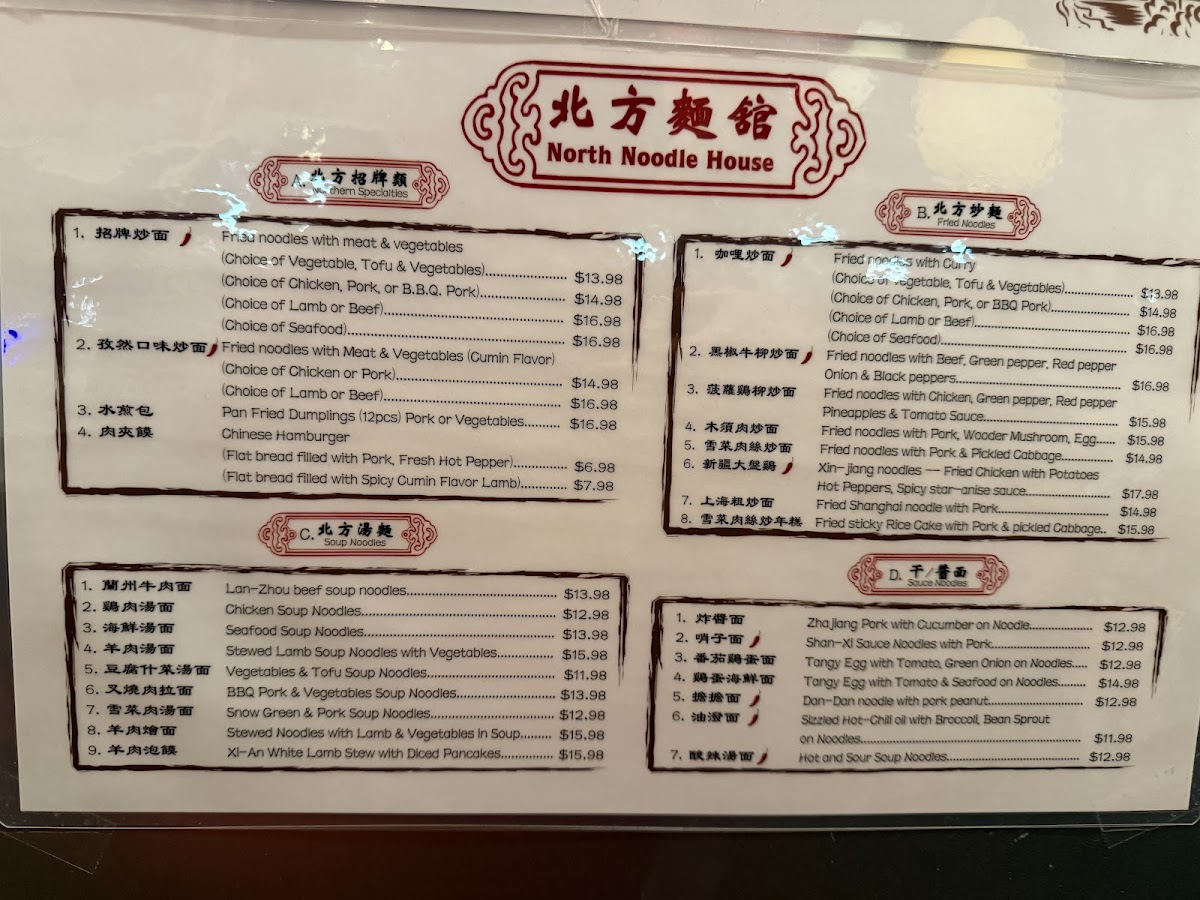 北方麵舘
North Noodle House
A. 北方招牌類
Northern Specialties
1. 招牌炒面 Fried noodles with meat & vegetables
(Choice of Vegetable, Tofu & Vegetables)........................ $13.98
(Choice of Chicken, Pork, or B.B.Q. Pork)........................ $14.98
(Choice of Lamb or Beef)........................ $16.98
(Choice of Seafood)........................ $16.98
2. 孜然口味炒面 Fried noodles with Meat & Vegetables (Cumin Flavor)
(Choice of Chicken or Pork)........................ $14.98
(Choice of Lamb or Beef)........................ $16.98
3. 水煎包 Pan Fried Dumplings (12pcs) Pork or Vegetables............ $16.98
4. 肉夾饃 Chinese Hamburger
(Flat bread filled with Pork, Fresh Hot Pepper)............. $6.98
(Flat bread filled with Spicy Cumin Flavor Lamb)............ $7.98
B. 北方炒麵
Fried Noodles
1. 咖哩炒面 Fried noodles with Curry
(Choice of Vegetable, Tofu & Vegetables)................ $13.98
(Choice of Chicken, Pork, or BBQ Pork)................ $14.98
(Choice of Lamb or Beef)................ $16.98
(Choice of Seafood)................ $16.98
2. 黑椒牛柳炒面 Fried noodles with Beef, Green pepper, Red pepper
Onion & Black peppers................ $16.98
3. 菠蘿鷄柳炒面 Fried noodles with Chicken, Green pepper, Red pepper
Pineapples & Tomato Sauce................ $15.98
4. 木須肉炒面 Fried noodles with Pork, Wooder Mushroom, Egg..... $15.98
5. 雪菜肉絲炒面 Fried noodles with Pork & Pickled Cabbage............ $14.98
6. 新疆大盤鷄 Xin-jiang noodles -- Fried Chicken with Potatoes
Hot Peppers, Spicy star-anise sauce................ $17.98
7. 上海粗炒面 Fried Shanghai noodle with Pork................ $14.98
8. 雪菜肉絲炒年糕 Fried sticky Rice Cake with Pork & pickled Cabbage.. $15.98
C. 北方湯麵
Soup Noodles
1. 蘭州牛肉面 Lan-Zhou beef soup noodles................ $13.98
2. 鷄肉湯面 Chicken Soup Noodles................ $12.98
3. 海鮮湯面 Seafood Soup Noodles................ $13.98
4. 羊肉湯面 Stewed Lamb Soup Noodles with Vegetables............ $15.98
5. 豆腐什菜湯面 Vegetables & Tofu Soup Noodles................ $11.98
6. 叉燒肉拉面 BBQ Pork & Vegetables Soup Noodles................ $13.98
7. 雪菜肉湯面 Snow Green & Pork Soup Noodles................ $12.98
8. 羊肉燴面 Stewed Noodles with Lamb & Vegetables in Soup........ $15.98
9. 羊肉泡饃 Xi-An White Lamb Stew with Diced Pancakes............ $15.98
D. 干/醬面
Sauce Noodles
1. 炸醬面 Zhajiang Pork with Cucumber on Noodle............ $12.98
2. 哨子面 Shan-Xi Sauce Noodles with Pork................ $12.98
3. 番茄鷄蛋面 Tangy Egg with Tomato, Green Onion on Noodles.... $12.98
4. 鷄蛋海鮮面 Tangy Egg with Tomato & Seafood on Noodles....... $14.98
5. 擔擔面 Dan-Dan noodle with pork peanut................ $12.98
6. 油潑面 Sizzled Hot-Chill oil with Broccoli, Bean Sprout
on Noodles................ $11.98
7. 酸辣湯面 Hot and Sour Soup Noodles................ $12.98